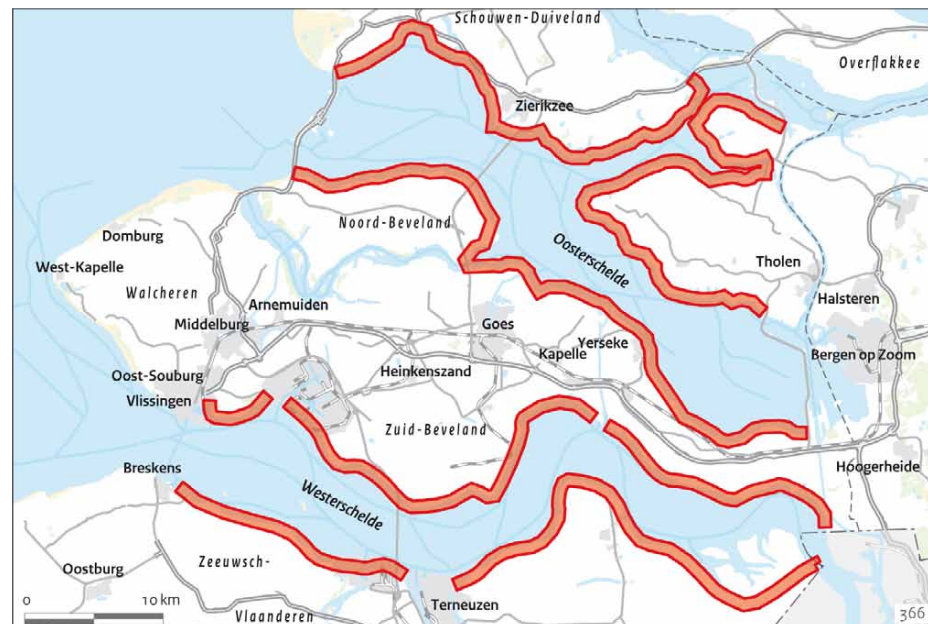 Schouwen-Duiveland
Overflakkee
Zierikzee
Noord-Beveland
Domburg
Oosterschelde
West-Kapelle
Tholen
Walcheren
Arnemuiden
Halsteren
Middelburg
Goes
Kapelle
Yerseke
Bergen op Zoom
Oost-Souburg
Heinkenszand
Vlissingen
Zuid-Beveland
Breskens
Hoogerheide
Westerschelde
Oostburg
Zeeuwsch-
Vlaanderen
Terneuzen
0 10 km
366